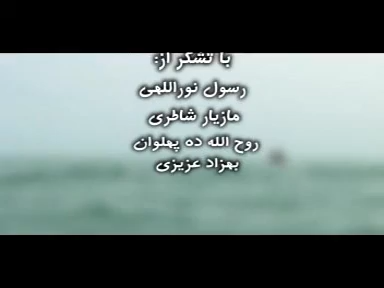 با تشکر از:
رسول نوراللهی
مازیار شاطری
روح الله ده پهلوان
بهزاد عزیزی